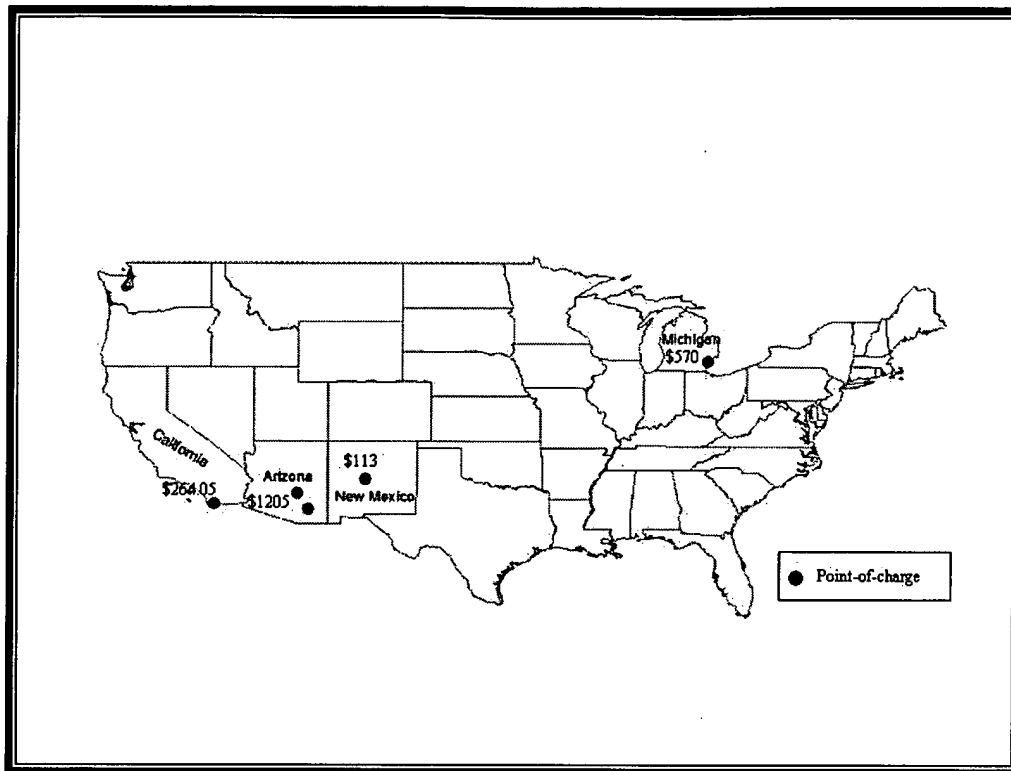 Michigan
$570
California
$264.05
Arizona
$1205
$113
New Mexico
Point-of-charge